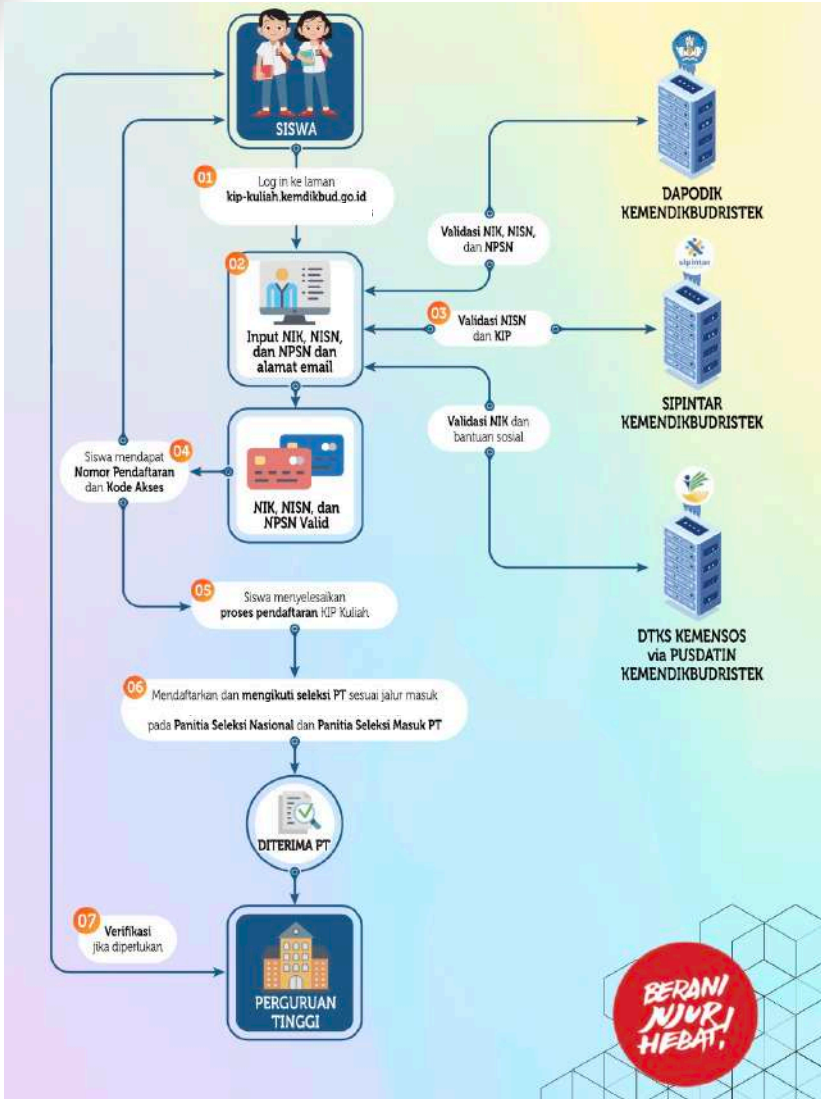 SISWA
01
Log in ke laman
kip-kuliah.kemdikbud.go.id
02
Input NIK, NISN,
dan NPSN dan
alamat email
Validasi NIK, NISN,
dan NPSN
DAPODIK
KEMENDIKBUDRISTEK
03
Validasi NISN
dan KIP
sipintar
SIPINTAR
KEMENDIKBUDRISTEK
Validasi NIK dan
bantuan sosial
DTKS KEMENSOS
via PUSDATIN
KEMENDIKBUDRISTEK
NIK, NISN, dan
NPSN Valid
04
Siswa mendapat
Nomor Pendaftaran
dan Kode Akses
05
Siswa menyelesaikan
proses pendaftaran KIP Kuliah
06
Mendaftarkan dan mengikuti seleksi PT sesuai jalur masuk
pada Panitia Seleksi Nasional dan Panitia Seleksi Masuk PT
DITERIMA PT
07
Verifikasi
jika diperlukan
PERGURUAN
TINGGI
BERANI
JUJUR
HEBAT!